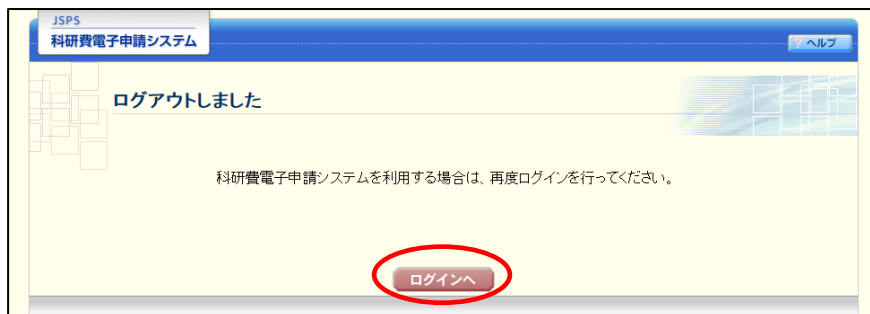 JSPS
科研費電子申請システム
? ヘルプ
ログアウトしました
科研費電子申請システムを利用する場合は、再度ログインを行ってください。
ログインへ